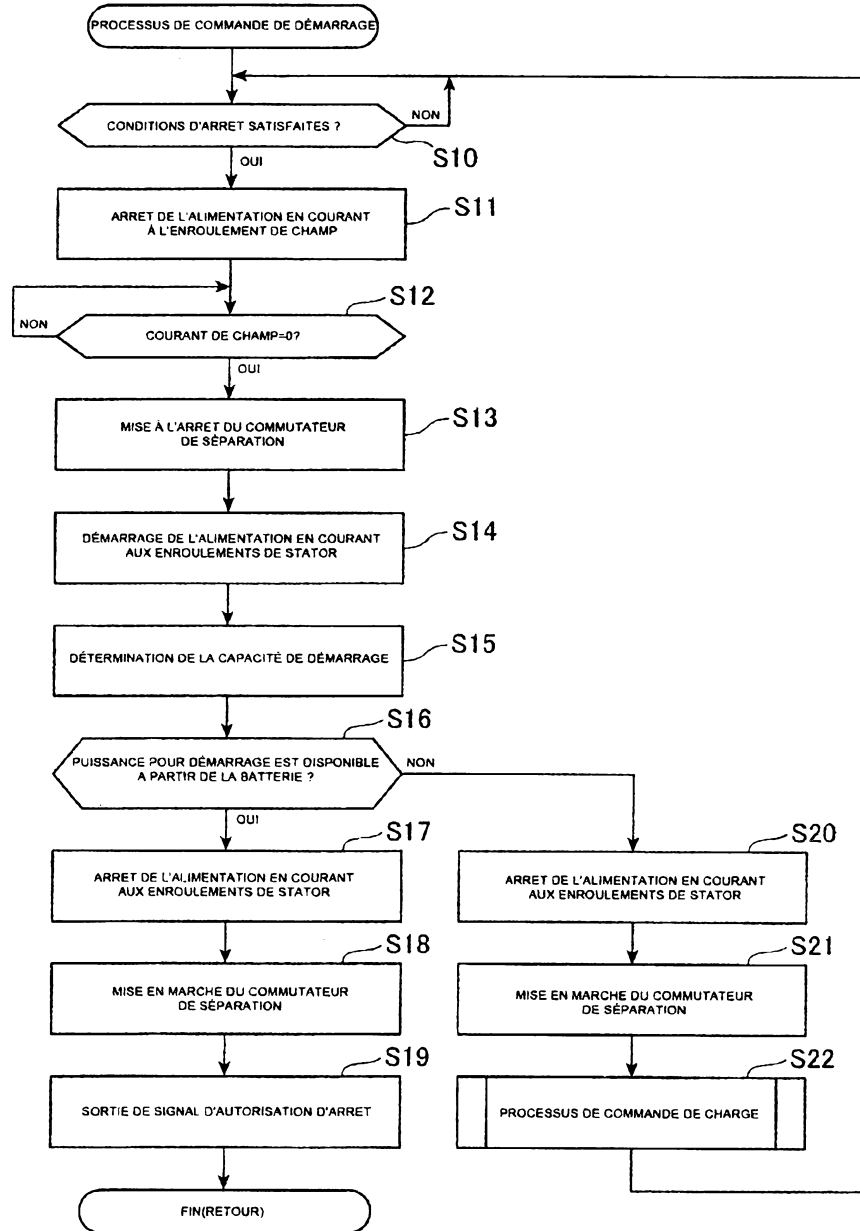 PROCESSUS DE COMMANDE DE DÉMARRAGE
CONDITIONS D'ARRET SATISFAITES ?
NON
S10
OUI
ARRET DE L'ALIMENTATION EN COURANT
À L'ENROULEMENT DE CHAMP
S11
S12
NON
COURANT DE CHAMP=0?
OUI
MISE À L'ARRET DU COMMUTATEUR
DE SÉPARATION
S13
DÉMARRAGE DE L'ALIMENTATION EN COURANT
AUX ENROULEMENTS DE STATOR
S14
DÉTERMINATION DE LA CAPACITÉ DE DÉMARRAGE
S15
S16
PUISSANCE POUR DÉMARRAGE EST DISPONIBLE
A PARTIR DE LA BATTERIE ?
NON
OUI
S17
ARRET DE L'ALIMENTATION EN COURANT
AUX ENROULEMENTS DE STATOR
S18
MISE EN MARCHE DU COMMUTATEUR
DE SÉPARATION
S19
SORTIE DE SIGNAL D'AUTORISATION D'ARRET
FIN(RETOUR)
S20
ARRET DE L'ALIMENTATION EN COURANT
AUX ENROULEMENTS DE STATOR
S21
MISE EN MARCHE DU COMMUTATEUR
DE SÉPARATION
S22
PROCESSUS DE COMMANDE DE CHARGE